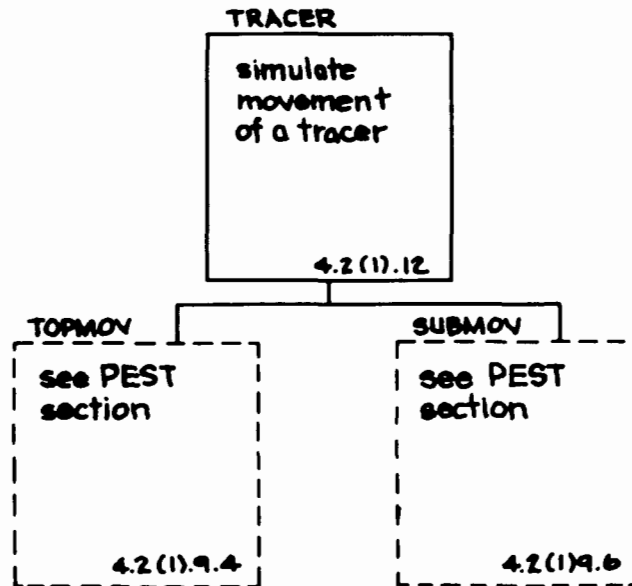 TRACER
simulate
movement
of a tracer
4.2(1).12
TOPMOV
see PEST
section
4.2(1).9.4
SUBMOV
see PEST
section
4.2(1)9.6